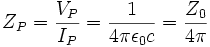 Z_P = \frac{V_P}{I_P} = \frac{1}{4\pi\epsilon_0 c} = \frac{Z_0}{4\pi}